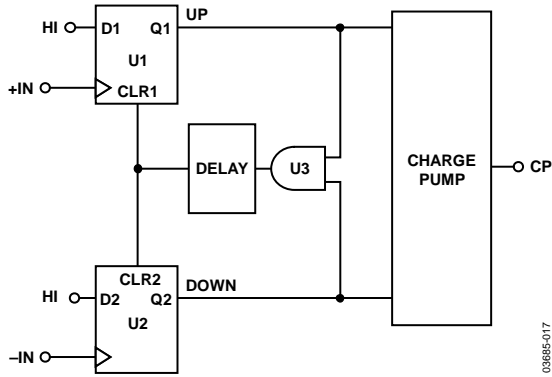 HI D1 Q1 UP
U1
+IN CLR1
DELAY U3 CHARGE
PUMP CP
CLR2
HI D2 Q2 DOWN
U2
–IN
03685-017